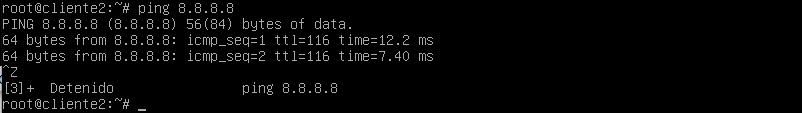 root@cliente2:~# ping 8.8.8.8
PING 8.8.8.8 (8.8.8.8) 56(84) bytes of data.
64 bytes from 8.8.8.8: icmp_seq=1 ttl=116 time=12.2 ms
64 bytes from 8.8.8.8: icmp_seq=2 ttl=116 time=7.40 ms
^Z
[3]+  Detenido                ping 8.8.8.8
root@cliente2:~# _